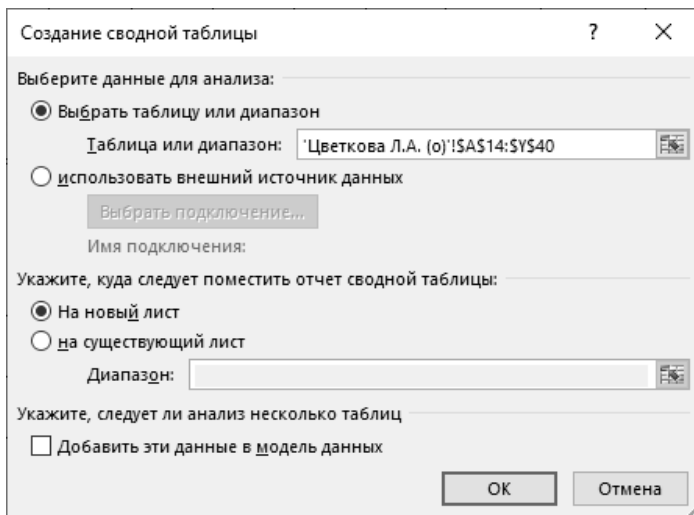 Создание сводной таблицы ?
Выберите данные для анализа:
Выбрать таблицу или диапазон
Таблица или диапазон: 'Цветкова Л.А. (о)'!$A$14:$Y$40
использовать внешний источник данных
Выбрать подключение...
Имя подключения:
Укажите, куда следует поместить отчет сводной таблицы:
На новый лист
на существующий лист
Диапазон:
Укажите, следует ли анализ несколько таблиц
Добавить эти данные в модель данных
ОК Отмена